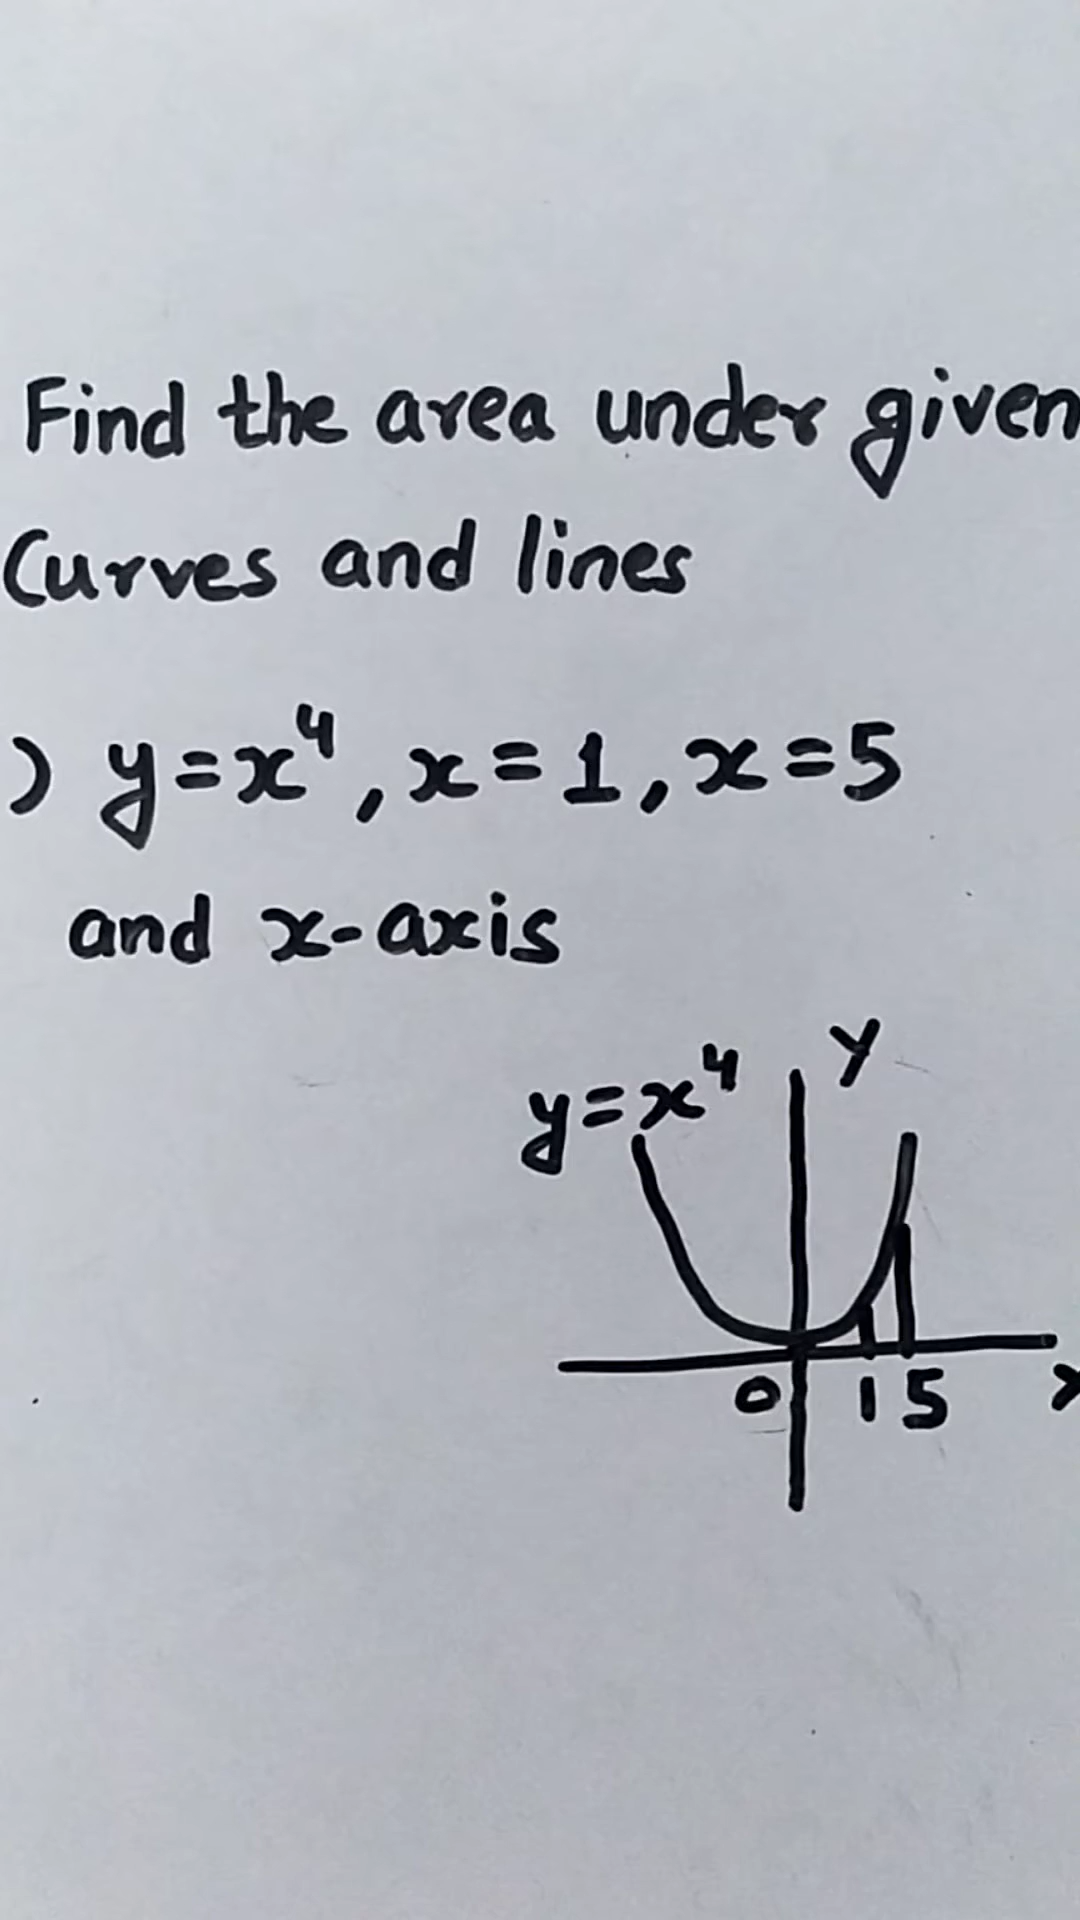 Find the area under given
Curves and lines
) y=x⁴, x=1, x=5
and x-axis
y=x⁴ Y
0 1 5 x